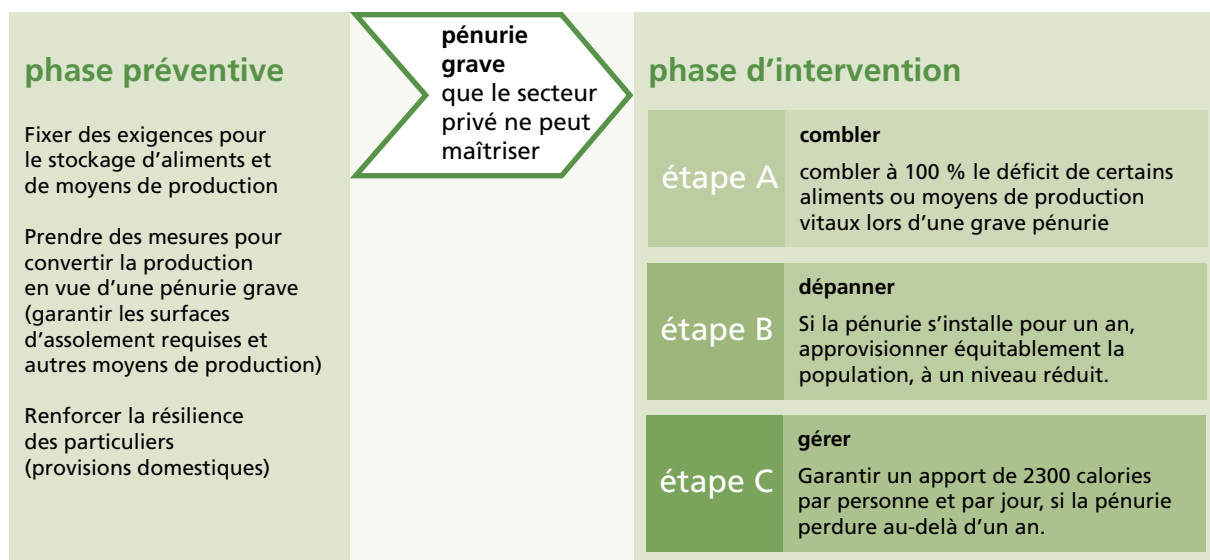 phase préventive
Fixer des exigences pour
le stockage d’aliments et
de moyens de production
Prendre des mesures pour
convertir la production
en vue d’une pénurie grave
(garantir les surfaces
d’assolement requises et
autres moyens de production)
Renforcer la résilience
des particuliers
(provisions domestiques)
pénurie
grave
que le secteur
privé ne peut
maîtriser
phase d’intervention
étape A
combler
combler à 100 % le déficit de certains
aliments ou moyens de production
vitaux lors d’une grave pénurie
étape B
dépanner
Si la pénurie s’installe pour un an,
approvisionner équitablement la
population, à un niveau réduit.
étape C
gérer
Garantir un apport de 2300 calories
par personne et par jour, si la pénurie
perdure au-delà d’un an.